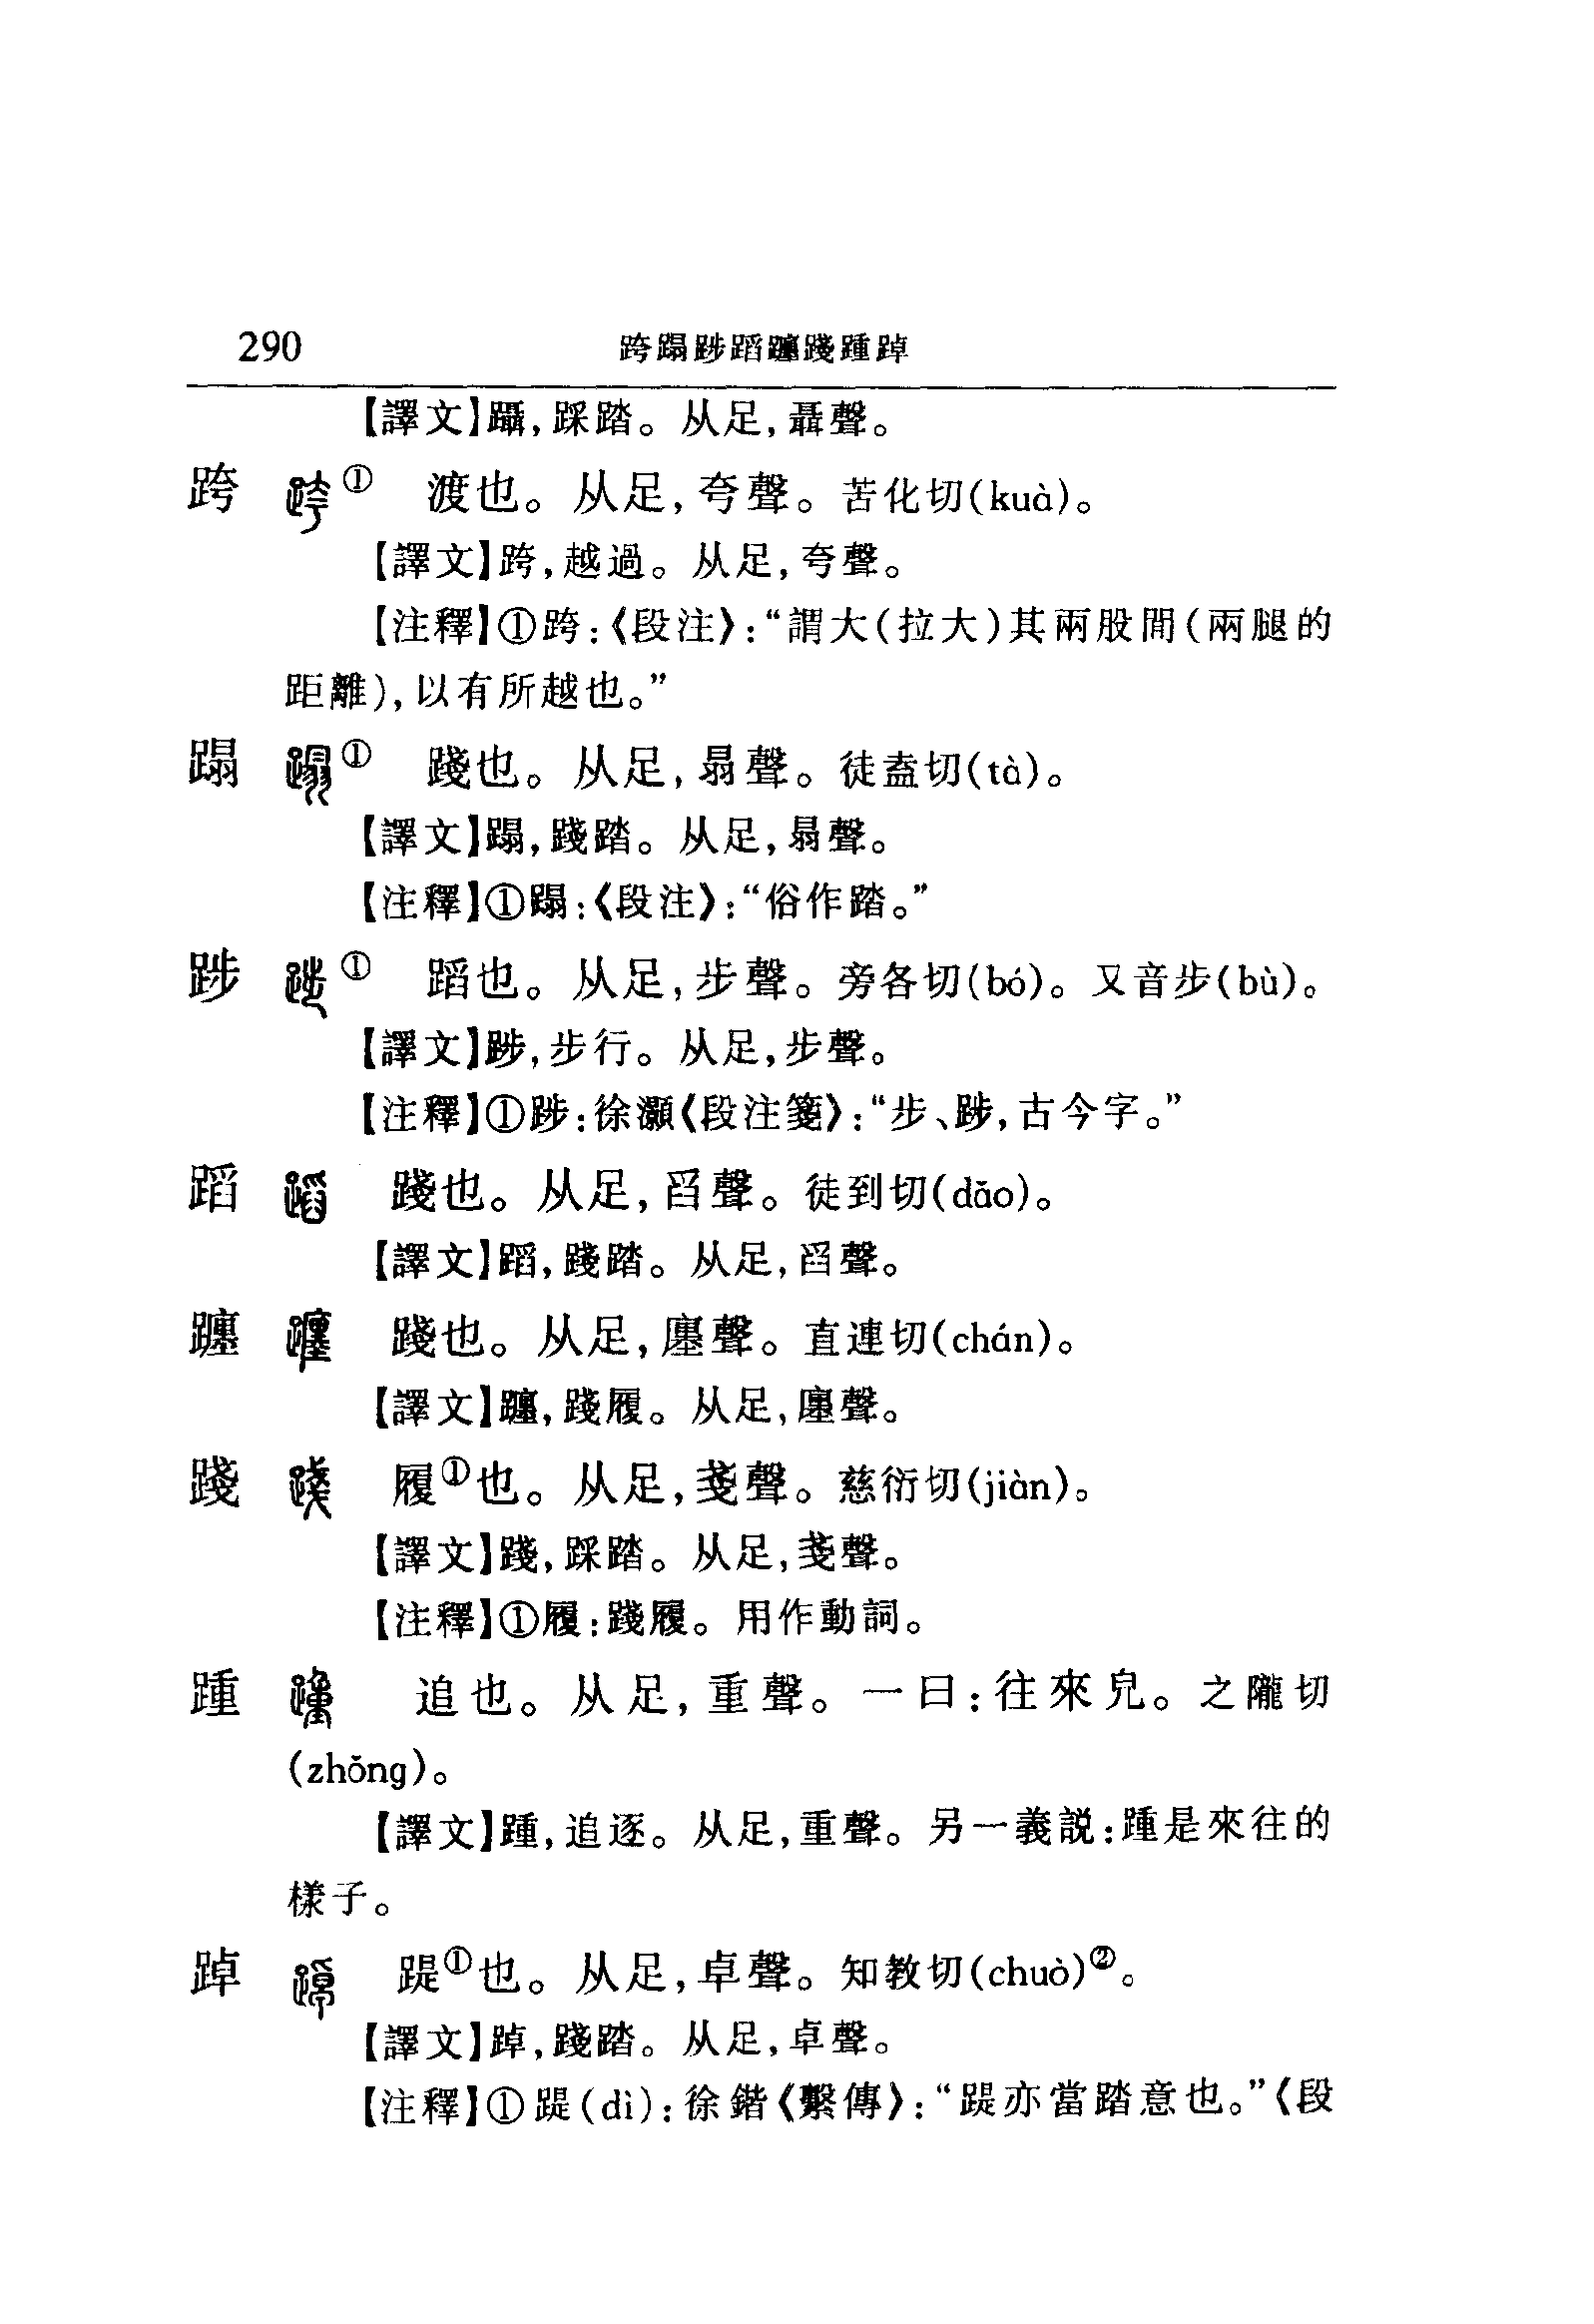 290 跨蹋踄蹈躔踐踵踔
【譯文】躡，踩踏。从足，聶聲。
跨 ① 渡也。从足，夸聲。苦化切(kuà)。
【譯文】跨，越過。从足，夸聲。
【注釋】①跨：《段注》：“謂大(拉大)其兩股間(兩腿的
距離)，以有所越也。”
蹋 ① 踐也。从足，㬱聲。徒盍切(tà)。
【譯文】蹋，踐踏。从足，㬱聲。
【注釋】①蹋：《段注》：“俗作踏。”
踄 ① 蹈也。从足，步聲。旁各切(bó)。又音步(bù)。
【譯文】踄，步行。从足，步聲。
【注釋】①踄：徐灝《段注箋》：“步、踄，古今字。”
蹈 踐也。从足，舀聲。徒到切(dǎo)。
【譯文】蹈，踐踏。从足，舀聲。
躔 踐也。从足，廛聲。直連切(chán)。
【譯文】躔，踐履。从足，廛聲。
踐 履①也。从足，戔聲。慈衍切(jiàn)。
【譯文】踐，踩踏。从足，戔聲。
【注釋】①履：踐履。用作動詞。
踵 追也。从足，重聲。一曰：往來皃。之隴切
(zhǒng)。
【譯文】踵，追逐。从足，重聲。另一義説：踵是來往的
樣子。
踔 踶①也。从足，卓聲。知教切(chuò)②。
【譯文】踔，踐踏。从足，卓聲。
【注釋】①踶(dì)：徐鍇《繫傳》：“踶亦當踏意也。”《段